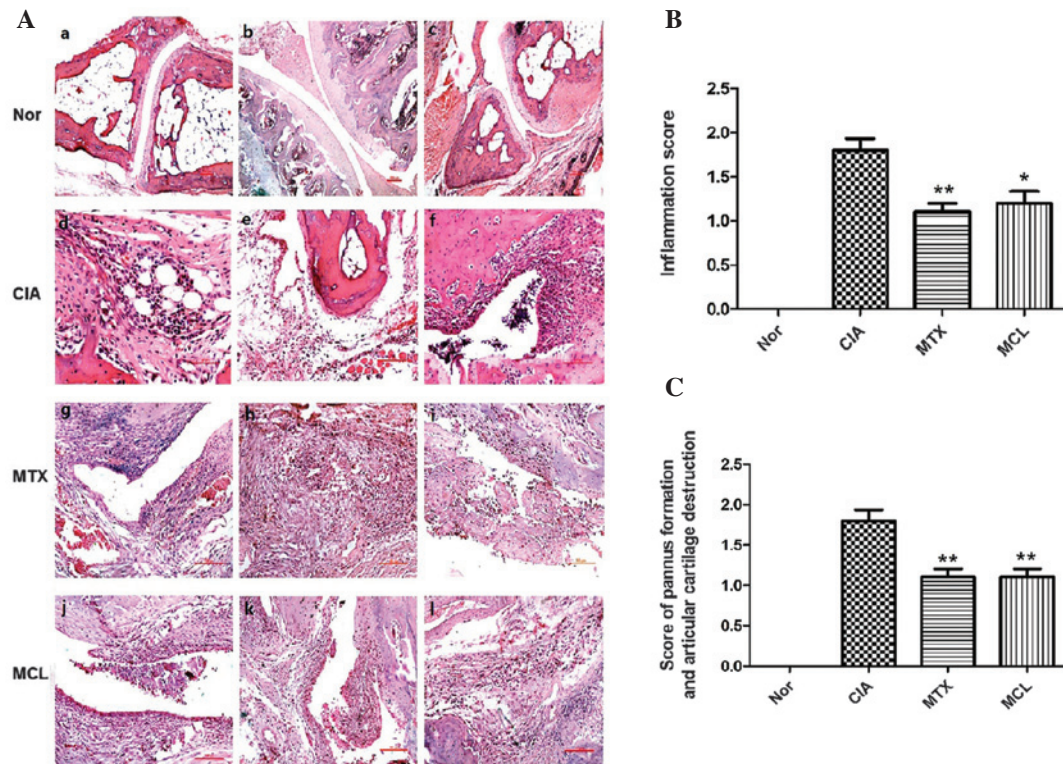 A
a
b
c
Nor
d
e
f
CIA
g
h
i
MTX
j
k
l
MCL
B
Inflammation score
2.5
2.0
1.5
1.0
0.5
0.0
**
*
Nor
CIA
MTX
MCL
C
Score of pannus formation
and articular cartilage destruction
2.5
2.0
1.5
1.0
0.5
0.0
**
**
Nor
CIA
MTX
MCL